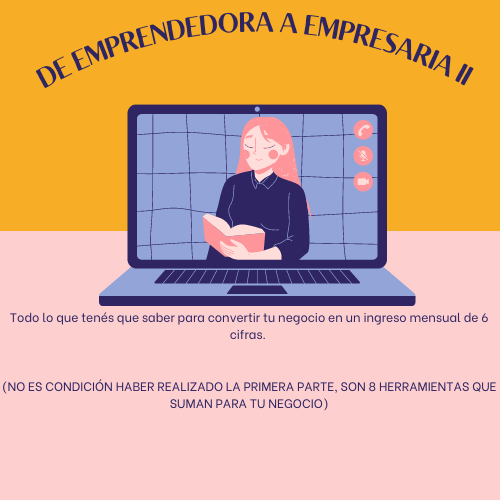 DE EMPRENDEDORA A EMPRESARIA II
Todo lo que tenés que saber para convertir tu negocio en un ingreso mensual de 6
cifras.
(NO ES CONDICIÓN HABER REALIZADO LA PRIMERA PARTE, SON 8 HERRAMIENTAS QUE
SUMAN PARA TU NEGOCIO)